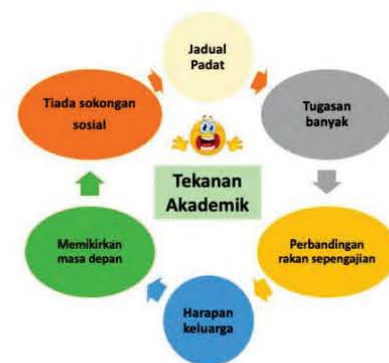 Jadual
Padat
Tugasan
banyak
Perbandingan
rakan sepengajian
Harapan
keluarga
Memikirkan
masa depan
Tiada sokongan
sosial
Tekanan
Akademik